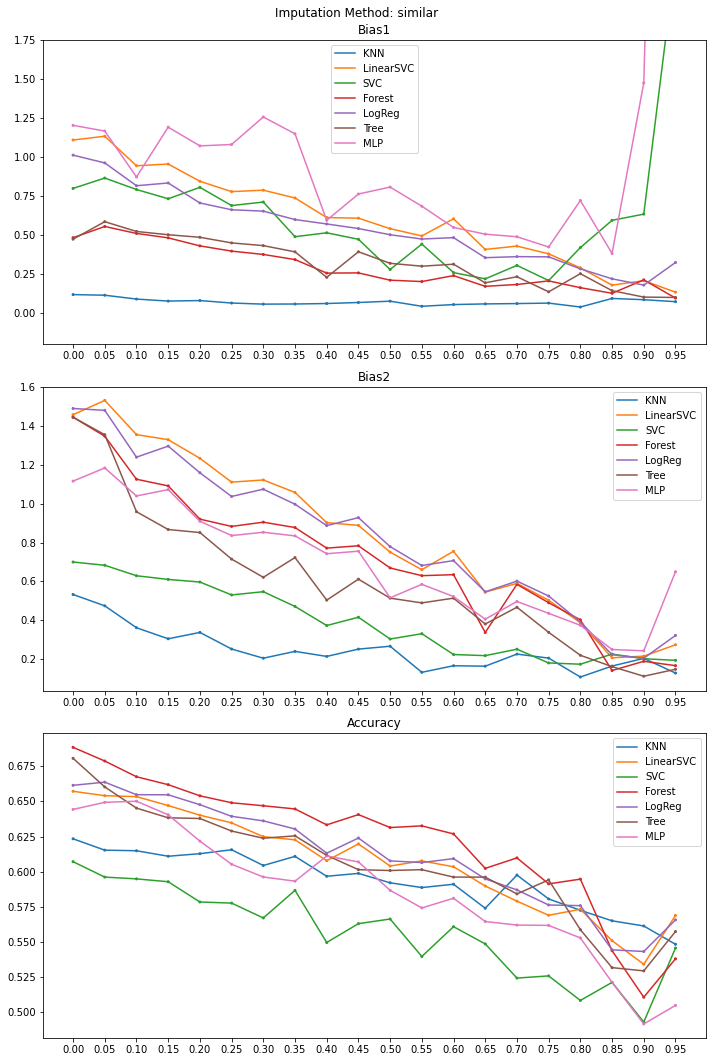 Imputation Method: similar
Bias1
1.75
1.50
1.25
1.00
0.75
0.50
0.25
0.00
KNN
LinearSVC
SVC
Forest
LogReg
Tree
MLP
0.00 0.05 0.10 0.15 0.20 0.25 0.30 0.35 0.40 0.45 0.50 0.55 0.60 0.65 0.70 0.75 0.80 0.85 0.90 0.95
Bias2
1.6
1.4
1.2
1.0
0.8
0.6
0.4
0.2
KNN
LinearSVC
SVC
Forest
LogReg
Tree
MLP
0.00 0.05 0.10 0.15 0.20 0.25 0.30 0.35 0.40 0.45 0.50 0.55 0.60 0.65 0.70 0.75 0.80 0.85 0.90 0.95
Accuracy
0.675
0.650
0.625
0.600
0.575
0.550
0.525
0.500
KNN
LinearSVC
SVC
Forest
LogReg
Tree
MLP
0.00 0.05 0.10 0.15 0.20 0.25 0.30 0.35 0.40 0.45 0.50 0.55 0.60 0.65 0.70 0.75 0.80 0.85 0.90 0.95